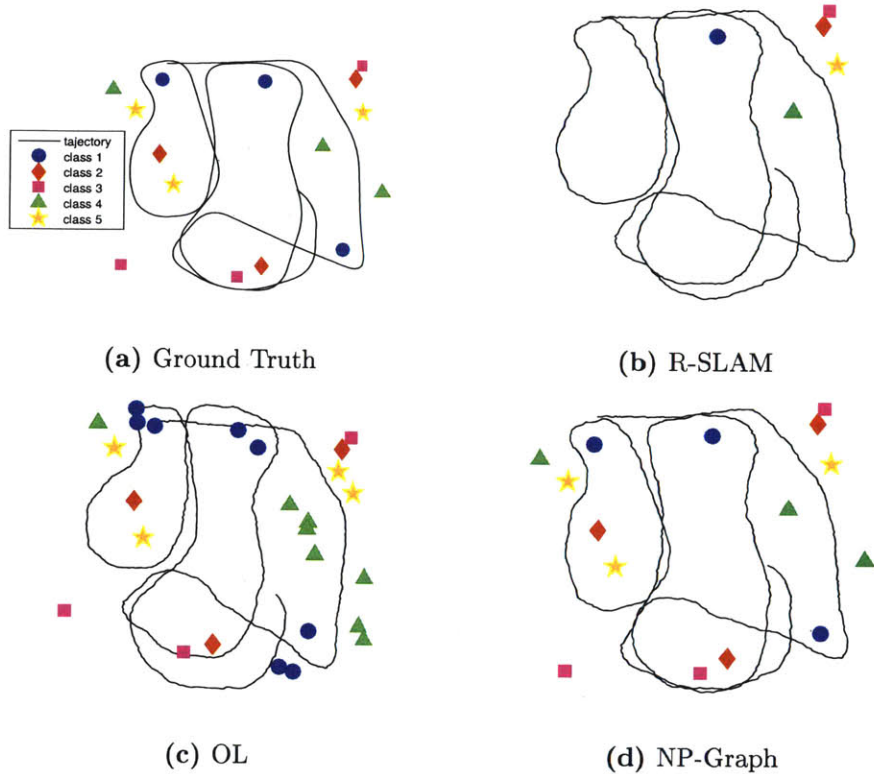 tajectory
class 1
class 2
class 3
class 4
class 5
(a) Ground Truth
(b) R-SLAM
(c) OL
(d) NP-Graph